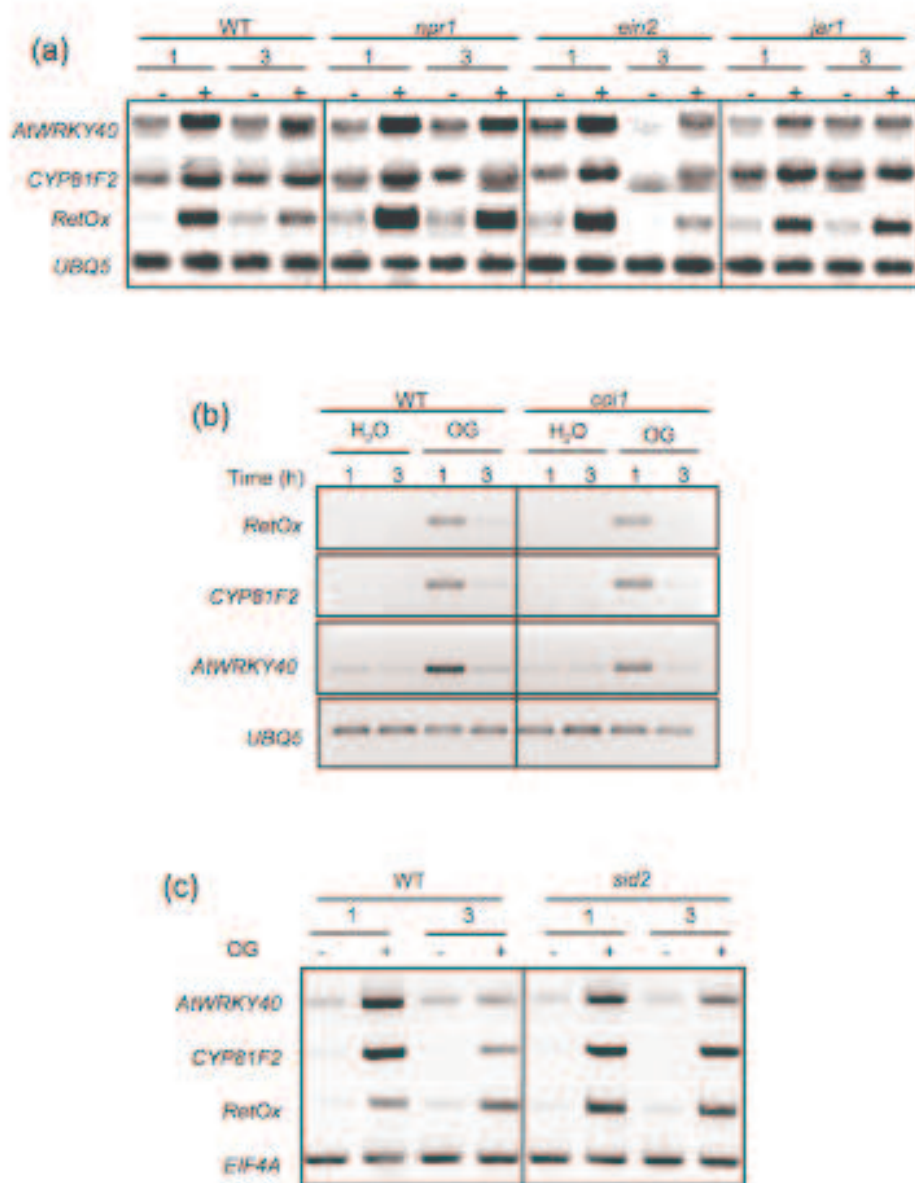 (a)
WT npr1 ein2 jar1
1 3 1 3 1 3 1 3
- + - + - + - + - + - + - + - +
AtWRKY40
CYP81F2
RetOx
UBQ5
(b)
WT coi1
H₂O OG H₂O OG
Time (h) 1 3 1 3 1 3 1 3
RetOx
CYP81F2
AtWRKY40
UBQ5
(c)
WT sid2
1 3 1 3
OG - + - + - + - +
AtWRKY40
CYP81F2
RetOx
EIF4A